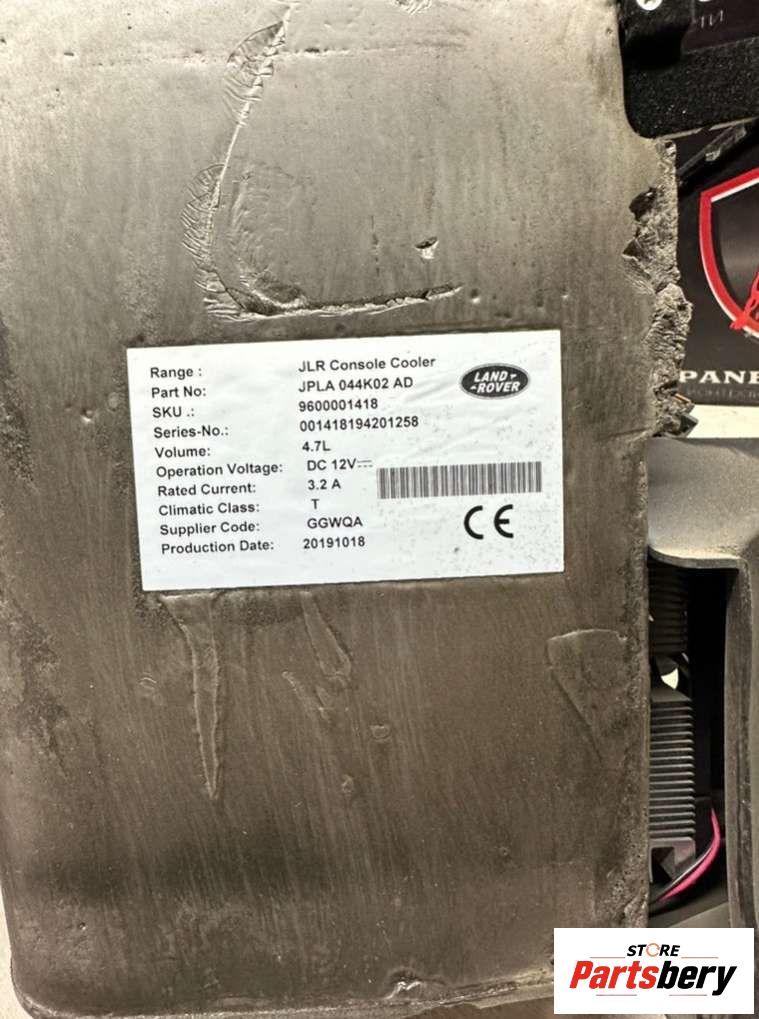 Range : JLR Console Cooler
Part No: JPLA 044K02 AD
SKU .: 9600001418
Series-No.: 001418194201258
Volume: 4.7L
Operation Voltage: DC 12V⎓
Rated Current: 3.2 A
Climatic Class: T
Supplier Code: GGWQA
Production Date: 20191018
LAND-
-ROVER
CE
PANE
STORE
Partsbery